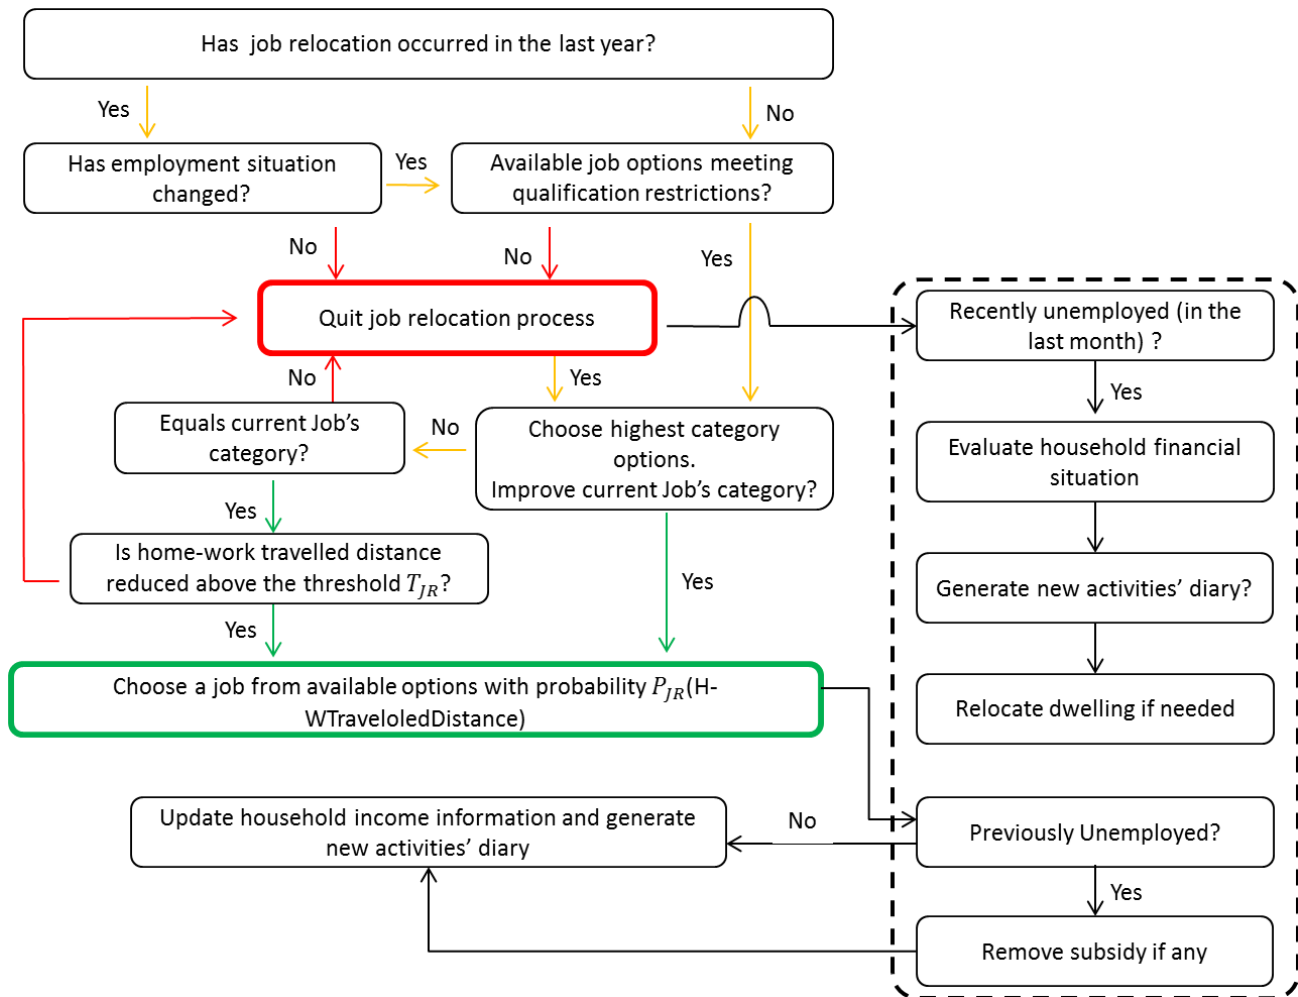 Has job relocation occurred in the last year?
Yes
No
Has employment situation
changed?
Yes
Available job options meeting
qualification restrictions?
No
No
Yes
Quit job relocation process
Recently unemployed (in the
last month) ?
No
Yes
Yes
Equals current Job’s
category?
No
Choose highest category
options.
Improve current Job’s category?
Evaluate household financial
situation
Yes
Is home-work travelled distance
reduced above the threshold T_JR?
Yes
Generate new activities’ diary?
Yes
Choose a job from available options with probability P_JR(H-
WTraveloledDistance)
Relocate dwelling if needed
Update household income information and generate
new activities’ diary
No
Previously Unemployed?
Yes
Remove subsidy if any